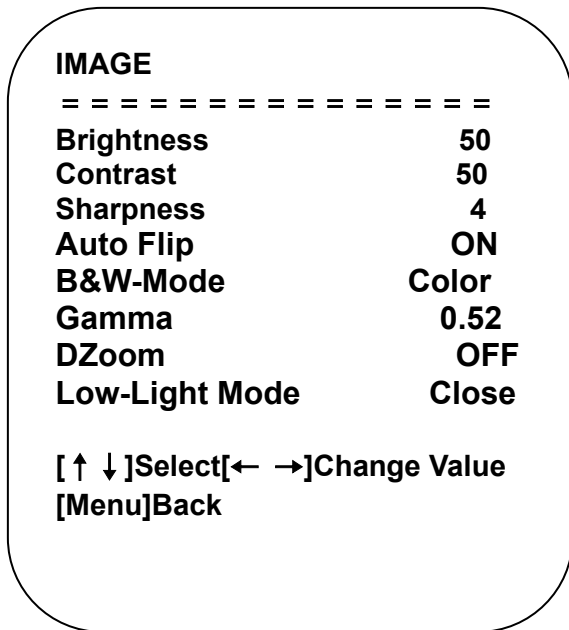 IMAGE
= = = = = = = = = = = = = = =
Brightness 50
Contrast 50
Sharpness 4
Auto Flip ON
B&W-Mode Color
Gamma 0.52
DZoom OFF
Low-Light Mode Close
[↑ ↓]Select[← →]Change Value
[Menu]Back